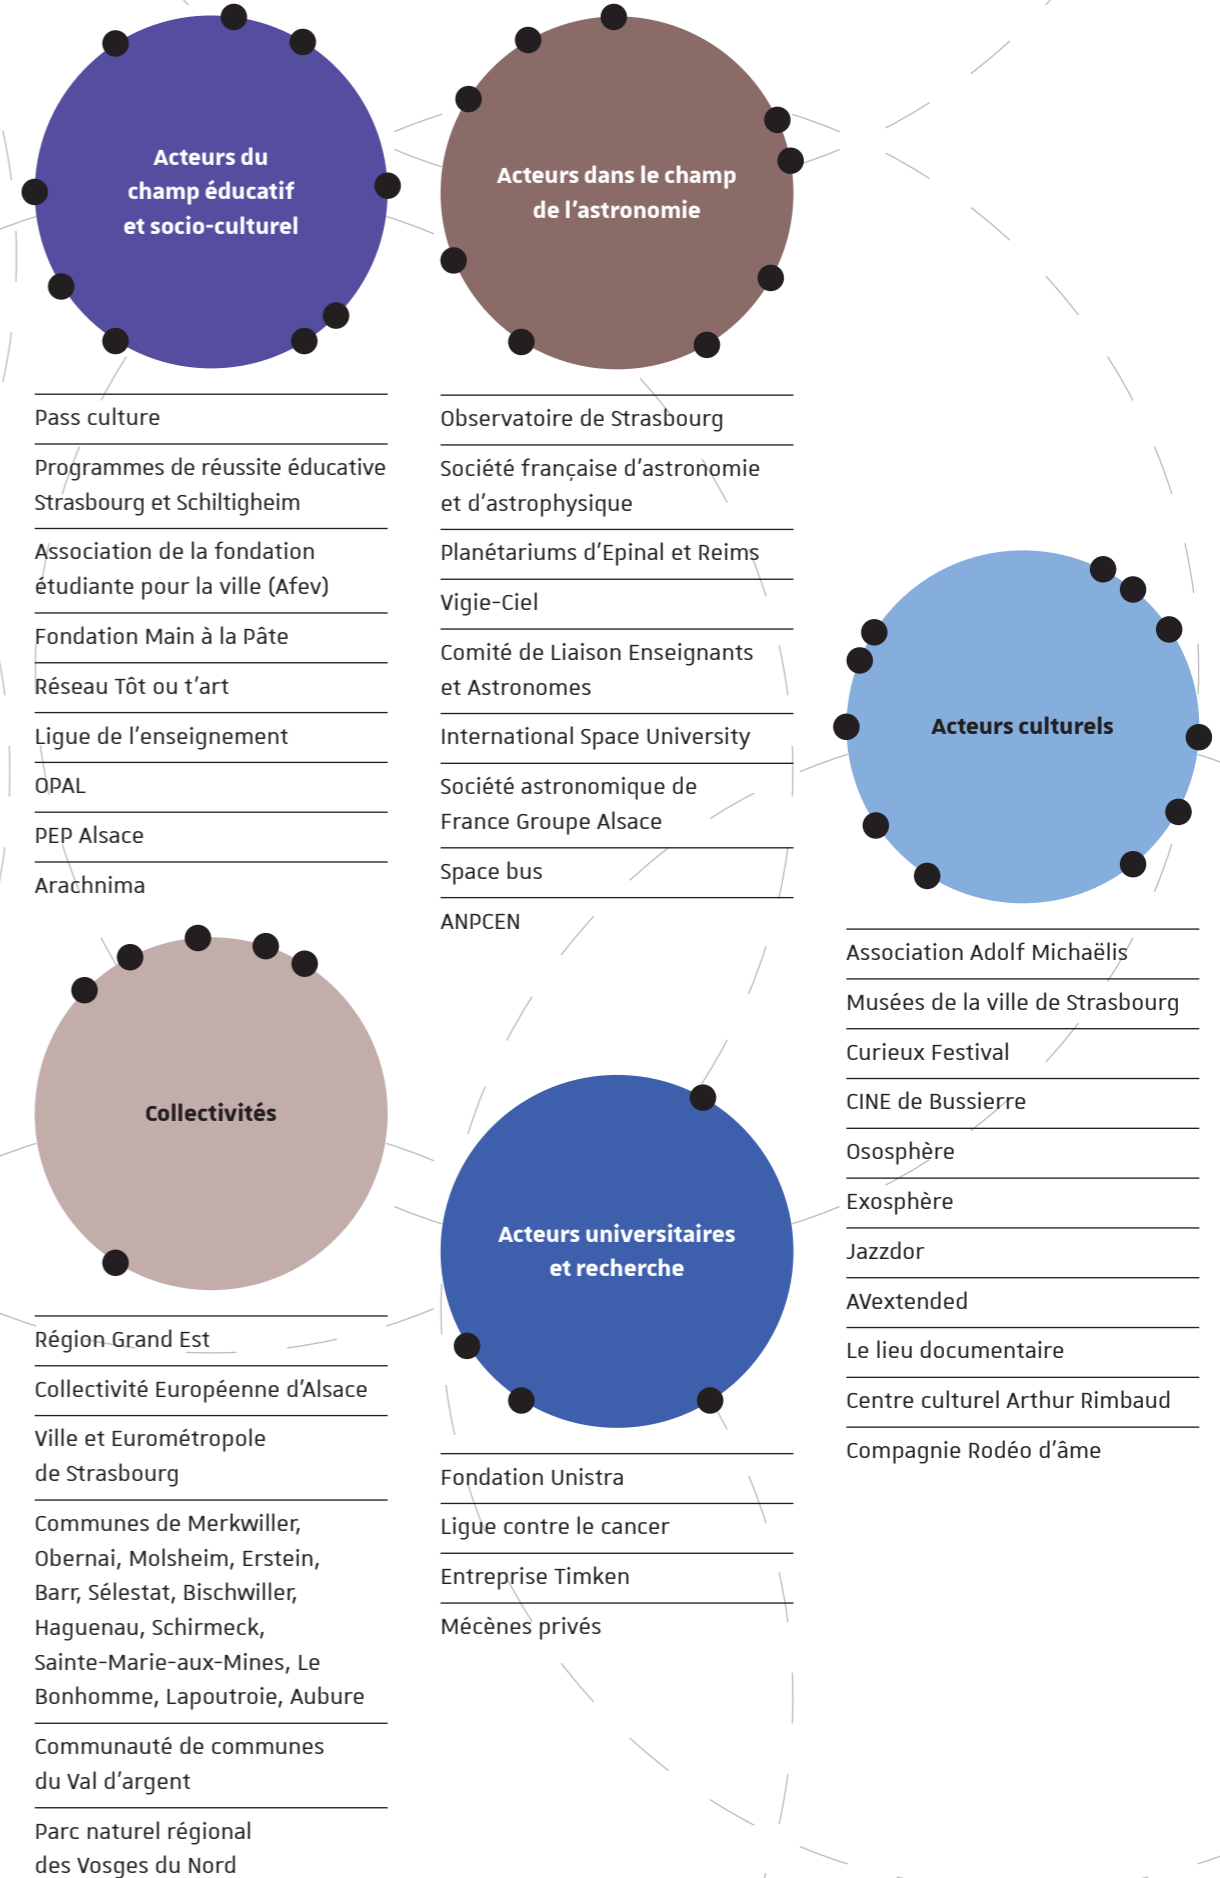 Acteurs du
champ éducatif
et socio-culturel
Pass culture
Programmes de réussite éducative
Strasbourg et Schiltigheim
Association de la fondation
étudiante pour la ville (Afev)
Fondation Main à la Pâte
Réseau Tôt ou t’art
Ligue de l’enseignement
OPAL
PEP Alsace
Arachnima
Acteurs dans le champ
de l’astronomie
Observatoire de Strasbourg
Société française d’astronomie
et d’astrophysique
Planétariums d’Epinal et Reims
Vigie-Ciel
Comité de Liaison Enseignants
et Astronomes
International Space University
Société astronomique de
France Groupe Alsace
Space bus
ANPCEN
Acteurs culturels
Association Adolf Michaëlis
Musées de la ville de Strasbourg
Curieux Festival
CINE de Bussierre
Ososphère
Exosphère
Jazzdor
AVextended
Le lieu documentaire
Centre culturel Arthur Rimbaud
Compagnie Rodéo d’âme
Collectivités
Région Grand Est
Collectivité Européenne d’Alsace
Ville et Eurométropole
de Strasbourg
Communes de Merkwiller,
Obernai, Molsheim, Erstein,
Barr, Sélestat, Bischwiller,
Haguenau, Schirmeck,
Sainte-Marie-aux-Mines, Le
Bonhomme, Lapoutroie, Aubure
Communauté de communes
du Val d’argent
Parc naturel régional
des Vosges du Nord
Acteurs universitaires
et recherche
Fondation Unistra
Ligue contre le cancer
Entreprise Timken
Mécènes privés